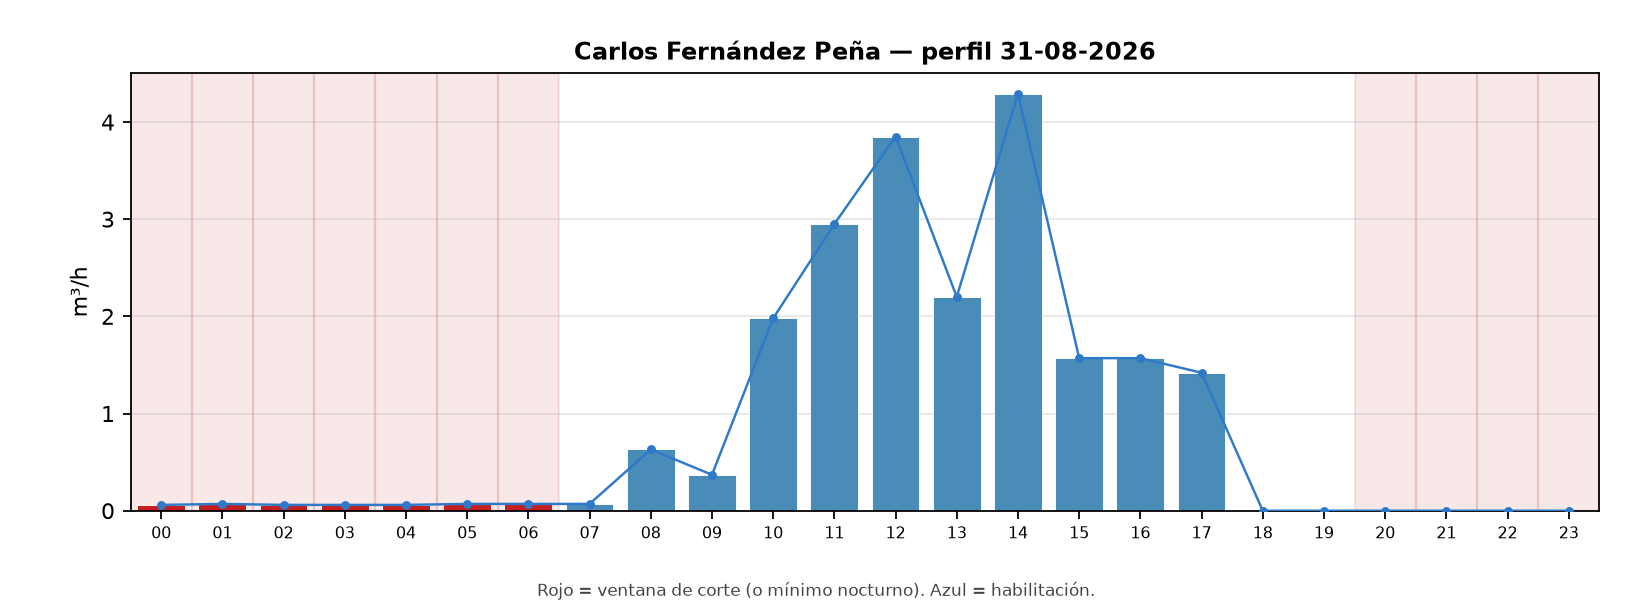 Carlos Fernández Peña — perfil 31-08-2026
m³/h
4
3
2
1
0
00 01 02 03 04 05 06 07 08 09 10 11 12 13 14 15 16 17 18 19 20 21 22 23
Rojo = ventana de corte (o mínimo nocturno). Azul = habilitación.